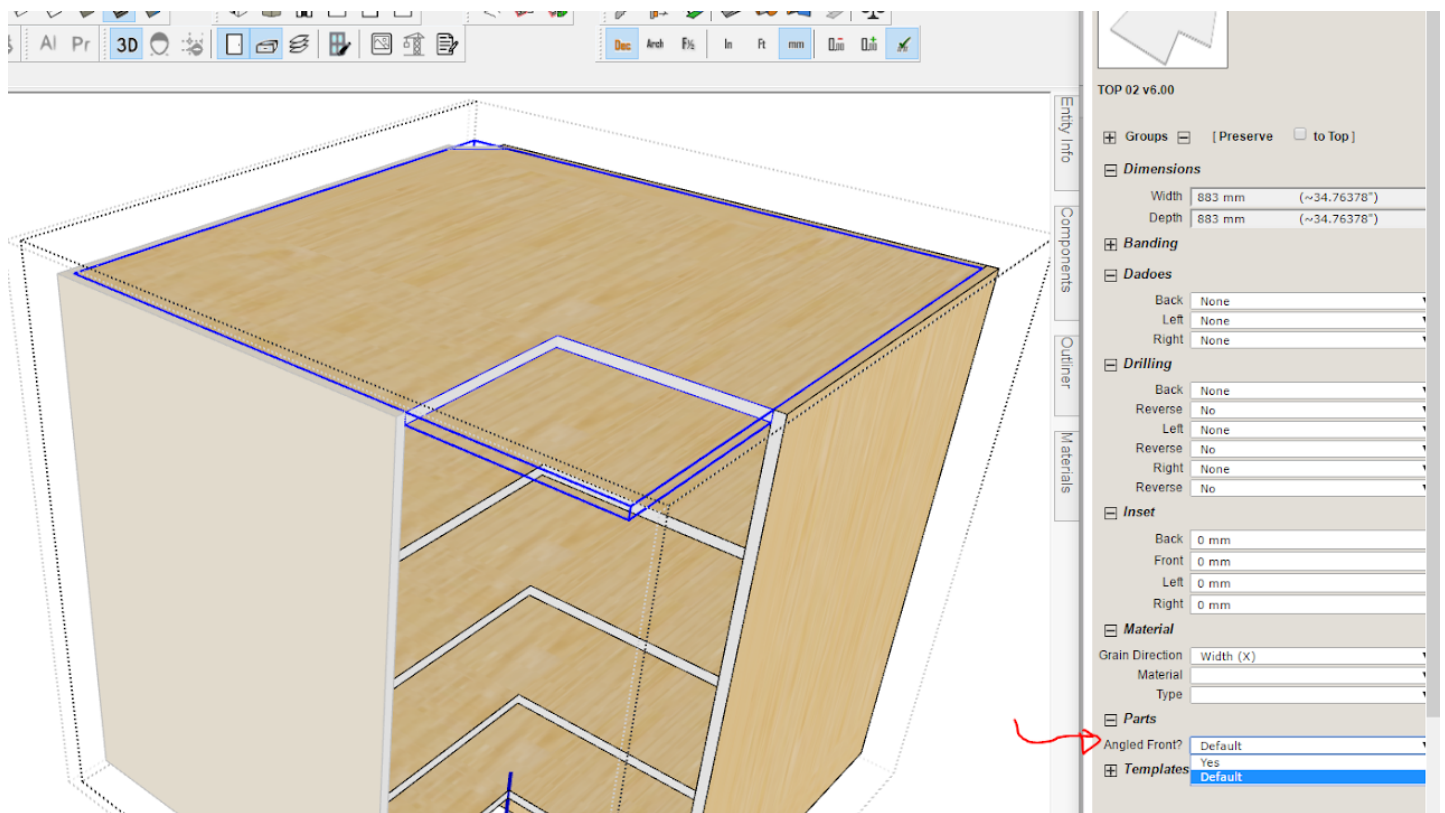 AI Pr 3D Dec Arch F½ In Ft mm
TOP 02 v6.00
Groups [ Preserve to Top ]
Dimensions
Width 883 mm (~34.76378")
Depth 883 mm (~34.76378")
Banding
Dadoes
Back None
Left None
Right None
Drilling
Back None
Reverse No
Left None
Reverse No
Right None
Reverse No
Inset
Back 0 mm
Front 0 mm
Left 0 mm
Right 0 mm
Material
Grain Direction Width (X)
Material
Type
Parts
Angled Front? Default
Yes
Templates
Default
Entity Info
Components
Outliner
Materials